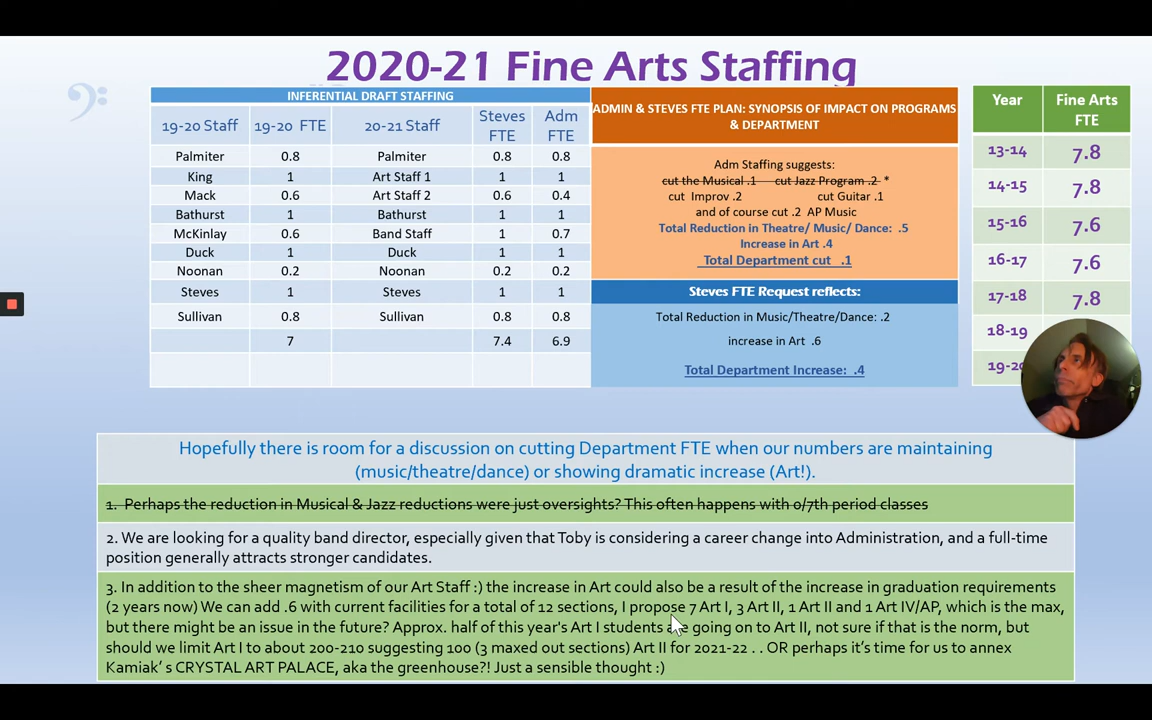 2020-21 Fine Arts Staffing
INFERENTIAL DRAFT STAFFING
19-20 Staff 19-20 FTE 20-21 Staff Steves FTE Adm FTE
Palmiter 0.8 Palmiter 0.8 0.8
King 1 Art Staff 1 1 1
Mack 0.6 Art Staff 2 0.6 0.4
Bathurst 1 Bathurst 1 1
McKinlay 0.6 Band Staff 1 0.7
Duck 1 Duck 1 1
Noonan 0.2 Noonan 0.2 0.2
Steves 1 Steves 1 1
Sullivan 0.8 Sullivan 0.8 0.8
7 7.4 6.9
ADMIN & STEVES FTE PLAN: SYNOPSIS OF IMPACT ON PROGRAMS
& DEPARTMENT
Adm Staffing suggests:
cut the Musical .1 cut Jazz Program .2 *
cut Improv .2 cut Guitar .1
and of course cut .2 AP Music
Total Reduction in Theatre/ Music/ Dance: .5
Increase in Art .4
Total Department cut .1
Steves FTE Request reflects:
Total Reduction in Music/Theatre/Dance: .2
increase in Art .6
Total Department Increase: .4
Year Fine Arts FTE
13-14 7.8
14-15 7.8
15-16 7.6
16-17 7.6
17-18 7.8
18-19
19-20
Hopefully there is room for a discussion on cutting Department FTE when our numbers are maintaining
(music/theatre/dance) or showing dramatic increase (Art!).
1. Perhaps the reduction in Musical & Jazz reductions were just oversights? This often happens with 0/7th period classes
2. We are looking for a quality band director, especially given that Toby is considering a career change into Administration, and a full-time
position generally attracts stronger candidates.
3. In addition to the sheer magnetism of our Art Staff :) the increase in Art could also be a result of the increase in graduation requirements
(2 years now) We can add .6 with current facilities for a total of 12 sections, I propose 7 Art I, 3 Art II, 1 Art II and 1 Art IV/AP, which is the max,
but there might be an issue in the future? Approx. half of this year's Art I students are going on to Art II, not sure if that is the norm, but
should we limit Art I to about 200-210 suggesting 100 (3 maxed out sections) Art II for 2021-22 . . OR perhaps it's time for us to annex
Kamiak's CRYSTAL ART PALACE, aka the greenhouse?! Just a sensible thought :)